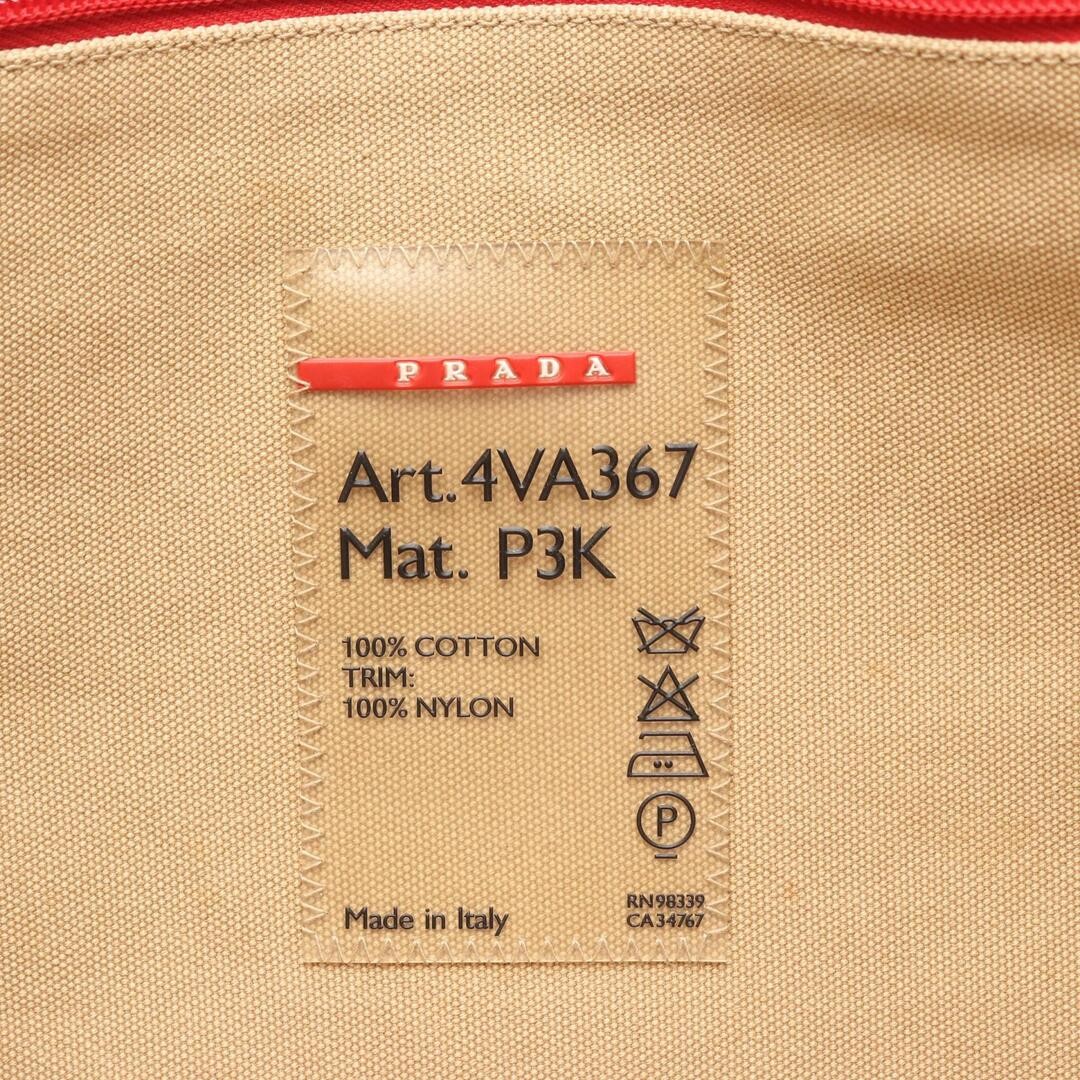 PRADA
Art.4VA367
Mat. P3K
100% COTTON
TRIM:
100% NYLON
P
Made in Italy
RN98339
CA34767